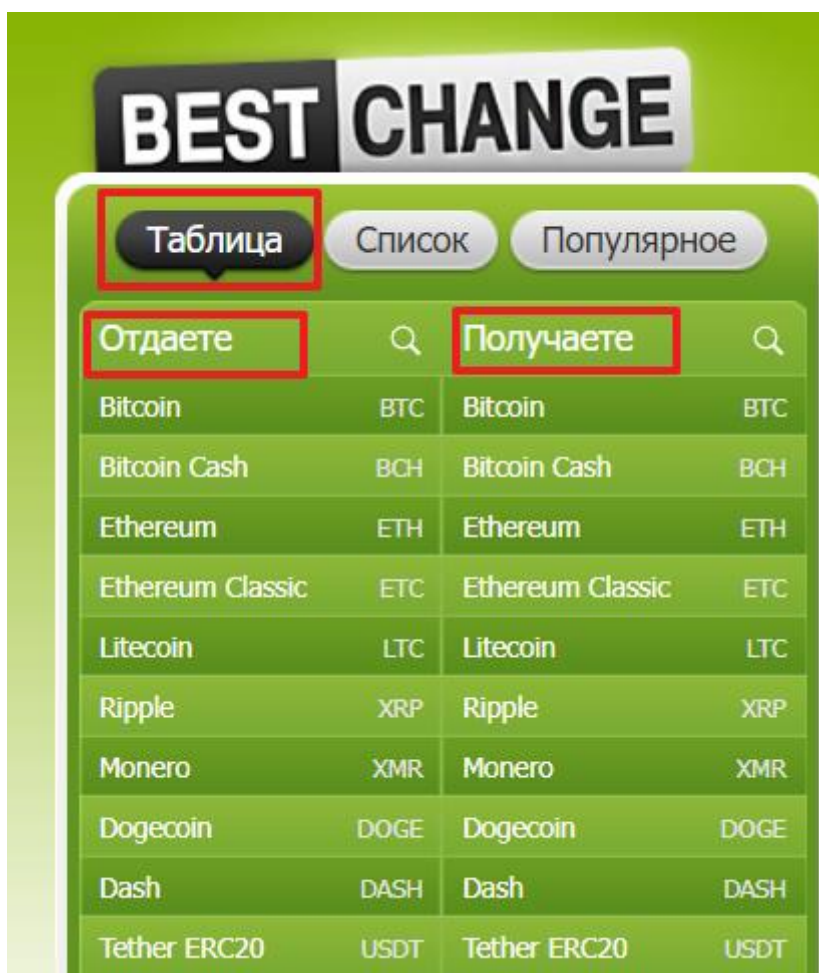 BEST CHANGE
Таблица Список Популярное
Отдаете Получаете
Bitcoin BTC Bitcoin BTC
Bitcoin Cash BCH Bitcoin Cash BCH
Ethereum ETH Ethereum ETH
Ethereum Classic ETC Ethereum Classic ETC
Litecoin LTC Litecoin LTC
Ripple XRP Ripple XRP
Monero XMR Monero XMR
Dogecoin DOGE Dogecoin DOGE
Dash DASH Dash DASH
Tether ERC20 USDT Tether ERC20 USDT